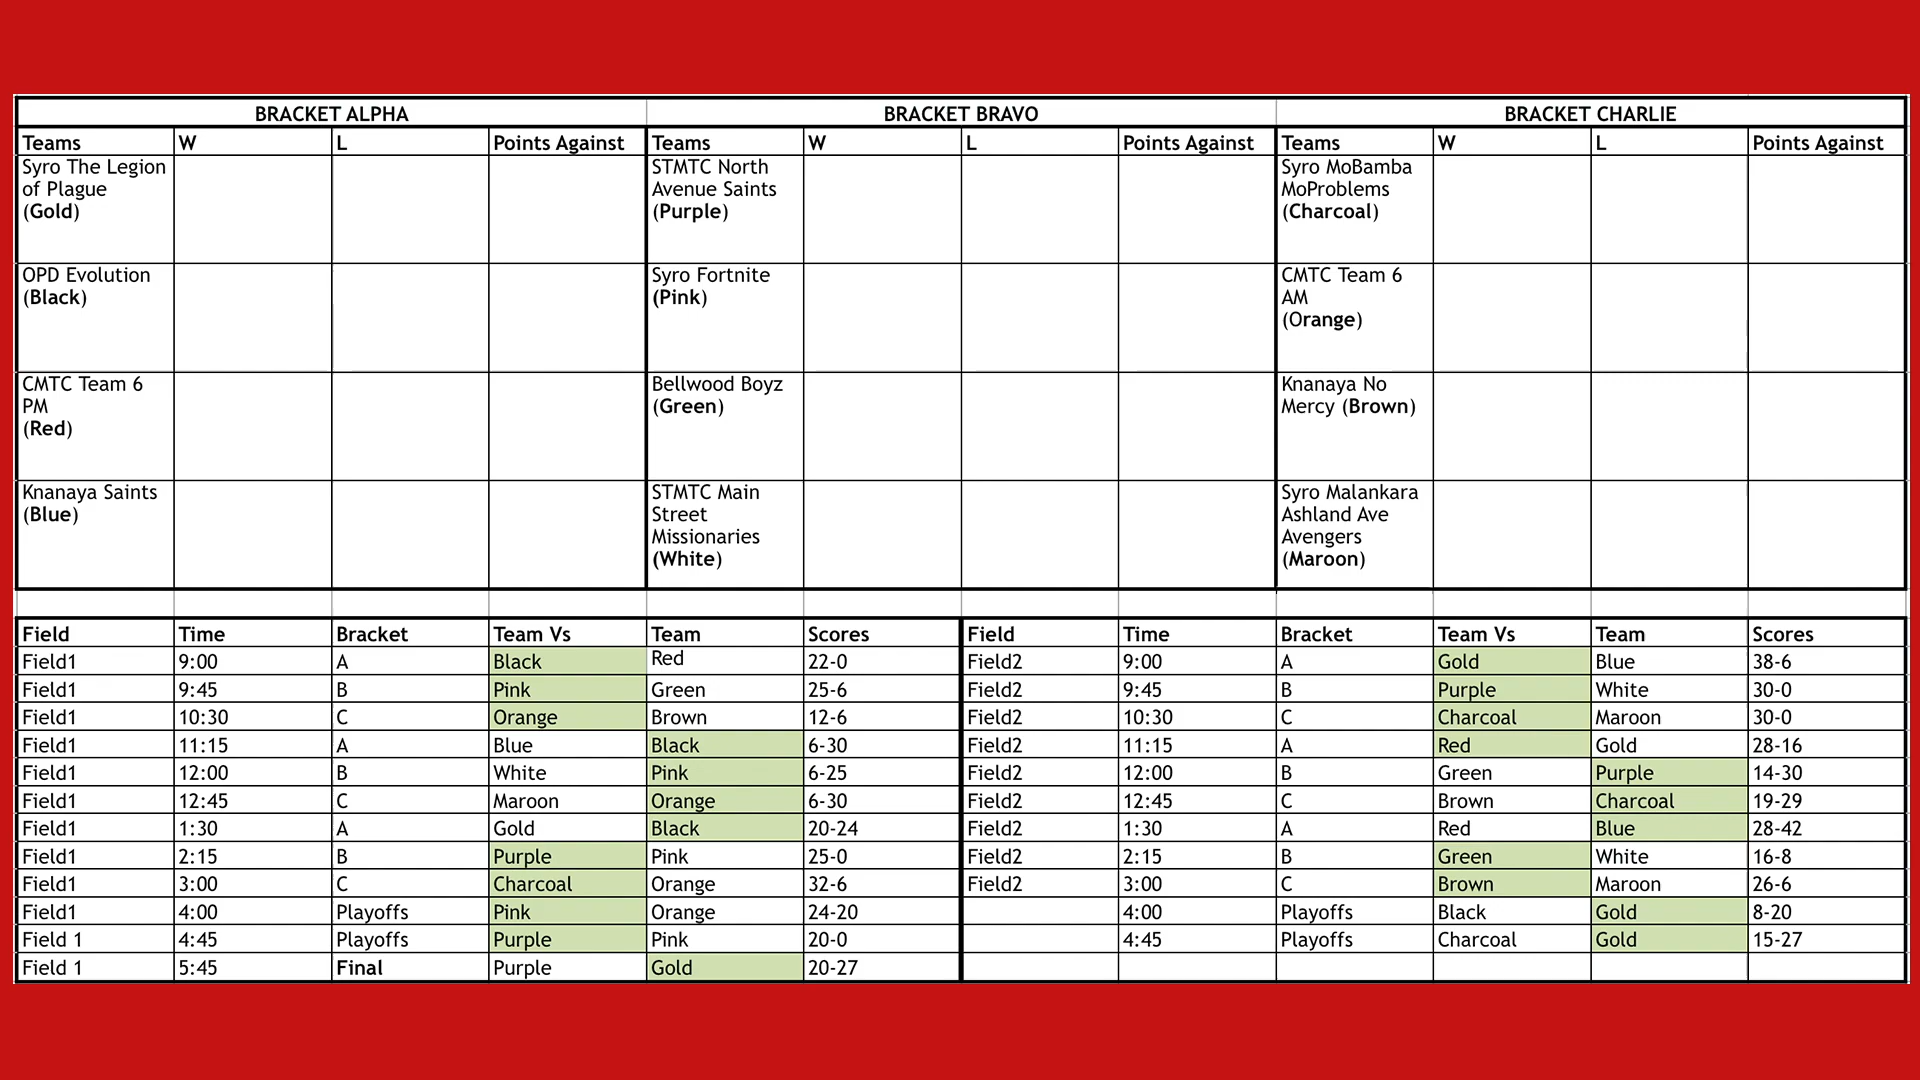 BRACKET ALPHA BRACKET BRAVO BRACKET CHARLIE
Teams W L Points Against Teams W L Points Against Teams W L Points Against
Syro The Legion
of Plague
(Gold)
STMTC North
Avenue Saints
(Purple)
Syro MoBamba
MoProblems
(Charcoal)
OPD Evolution
(Black)
Syro Fortnite
(Pink)
CMTC Team 6
AM
(Orange)
CMTC Team 6
PM
(Red)
Bellwood Boyz
(Green)
Knanaya No
Mercy (Brown)
Knanaya Saints
(Blue)
STMTC Main
Street
Missionaries
(White)
Syro Malankara
Ashland Ave
Avengers
(Maroon)
Field Time Bracket Team Vs Team Scores Field Time Bracket Team Vs Team Scores
Field1 9:00 A Black Red 22-0 Field2 9:00 A Gold Blue 38-6
Field1 9:45 B Pink Green 25-6 Field2 9:45 B Purple White 30-0
Field1 10:30 C Orange Brown 12-6 Field2 10:30 C Charcoal Maroon 30-0
Field1 11:15 A Blue Black 6-30 Field2 11:15 A Red Gold 28-16
Field1 12:00 B White Pink 6-25 Field2 12:00 B Green Purple 14-30
Field1 12:45 C Maroon Orange 6-30 Field2 12:45 C Brown Charcoal 19-29
Field1 1:30 A Gold Black 20-24 Field2 1:30 A Red Blue 28-42
Field1 2:15 B Purple Pink 25-0 Field2 2:15 B Green White 16-8
Field1 3:00 C Charcoal Orange 32-6 Field2 3:00 C Brown Maroon 26-6
Field1 4:00 Playoffs Pink Orange 24-20 4:00 Playoffs Black Gold 8-20
Field 1 4:45 Playoffs Purple Pink 20-0 4:45 Playoffs Charcoal Gold 15-27
Field 1 5:45 Final Purple Gold 20-27